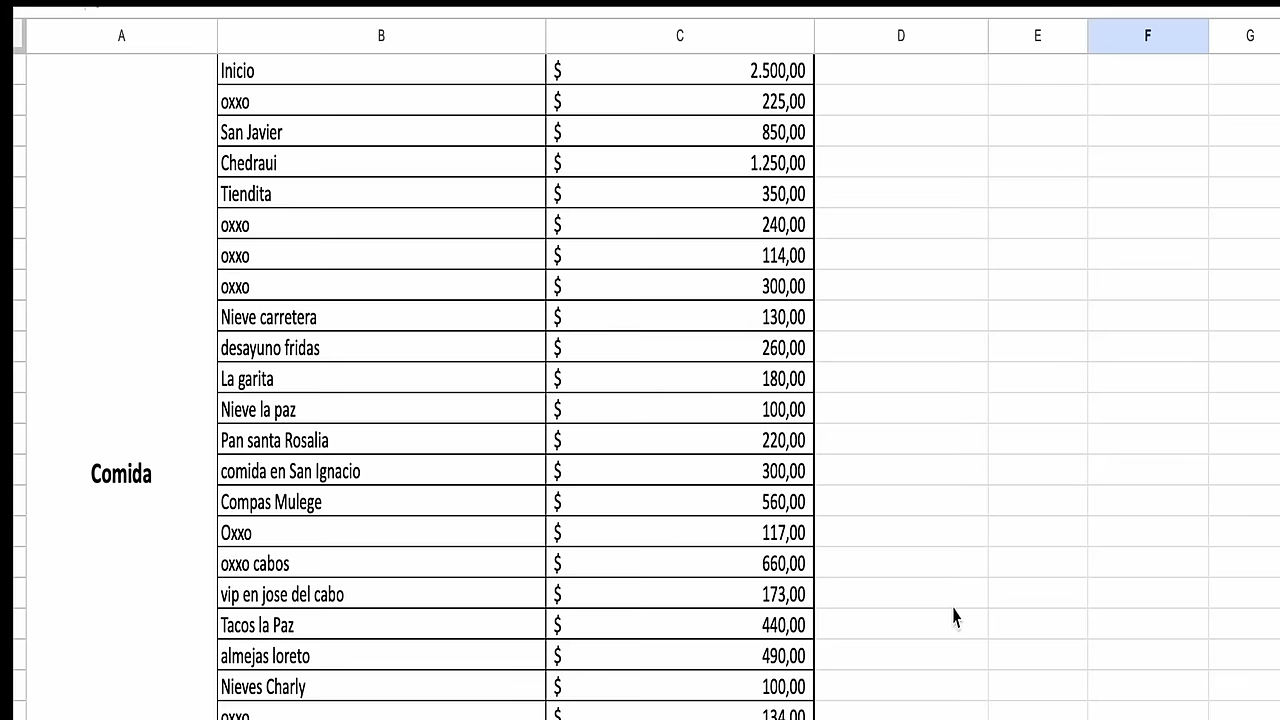 A B C D E F G
Inicio $ 2.500,00
oxxo $ 225,00
San Javier $ 850,00
Chedraui $ 1.250,00
Tiendita $ 350,00
oxxo $ 240,00
oxxo $ 114,00
oxxo $ 300,00
Nieve carretera $ 130,00
desayuno fridas $ 260,00
La garita $ 180,00
Nieve la paz $ 100,00
Pan santa Rosalia $ 220,00
Comida
comida en San Ignacio $ 300,00
Compas Mulege $ 560,00
Oxxo $ 117,00
oxxo cabos $ 660,00
vip en jose del cabo $ 173,00
Tacos la Paz $ 440,00
almejas loreto $ 490,00
Nieves Charly $ 100,00
oxxo $ 134,00